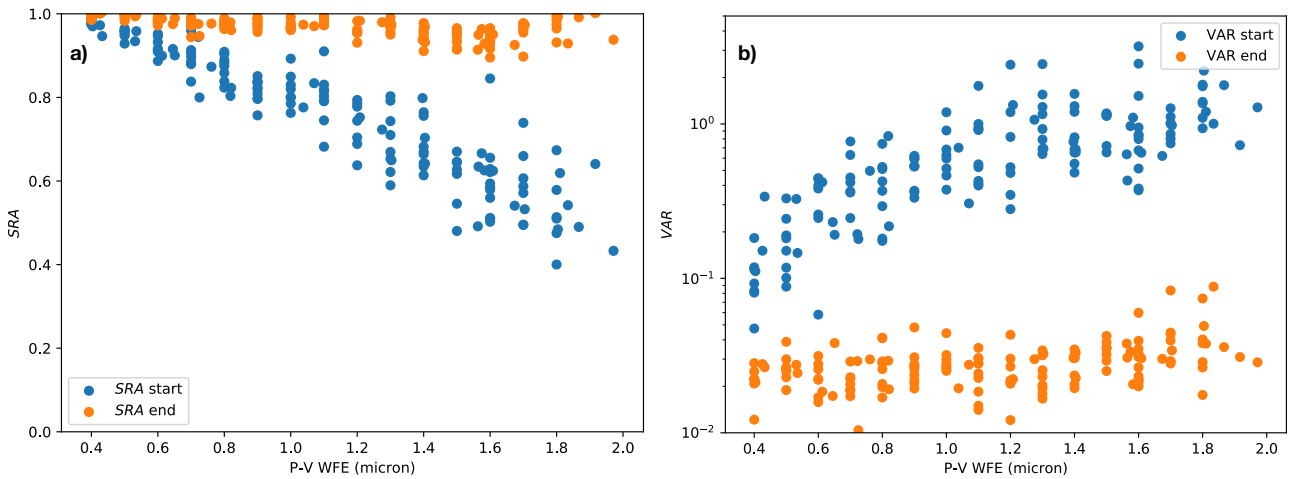 a)
1.0
0.8
0.6
0.4
0.2
0.0
SRA
SRA start
SRA end
0.4 0.6 0.8 1.0 1.2 1.4 1.6 1.8 2.0
P-V WFE (micron)
b)
VAR start
VAR end
10⁰
10⁻¹
10⁻²
VAR
0.4 0.6 0.8 1.0 1.2 1.4 1.6 1.8 2.0
P-V WFE (micron)